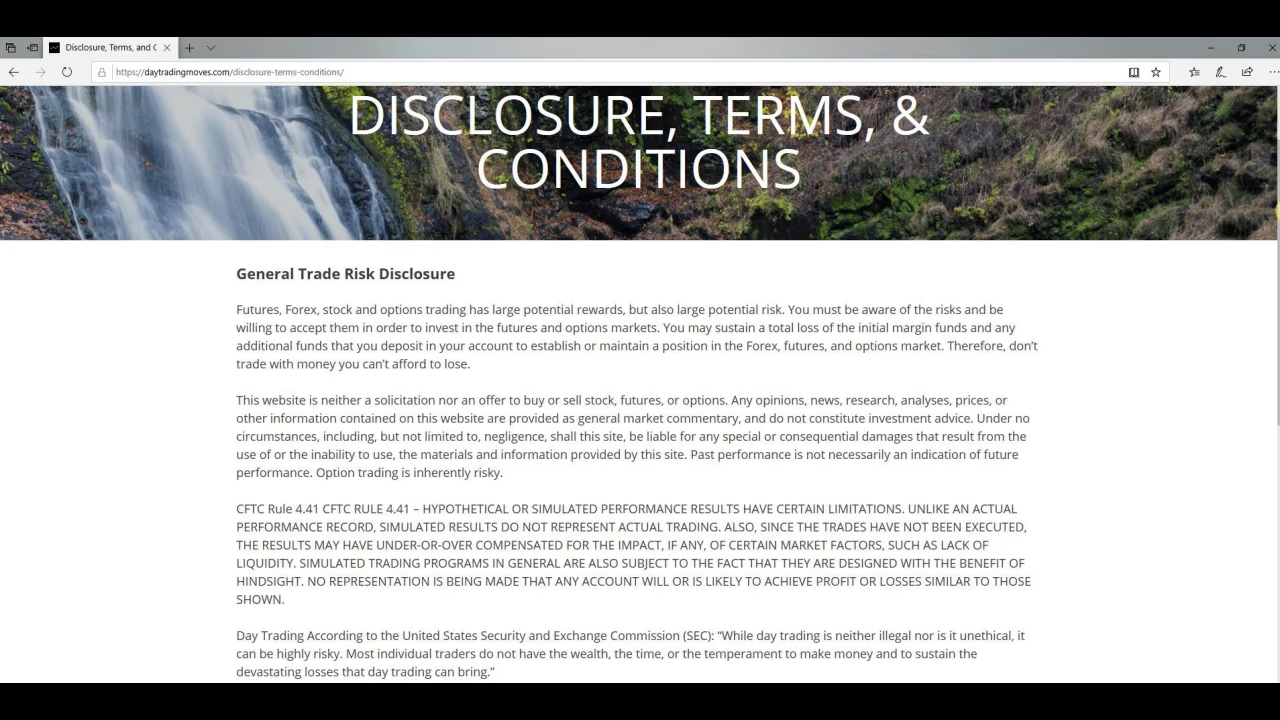 Disclosure, Terms, and C
https://daytradingmoves.com/disclosure-terms-conditions/
DISCLOSURE, TERMS, &
CONDITIONS
General Trade Risk Disclosure
Futures, Forex, stock and options trading has large potential rewards, but also large potential risk. You must be aware of the risks and be
willing to accept them in order to invest in the futures and options markets. You may sustain a total loss of the initial margin funds and any
additional funds that you deposit in your account to establish or maintain a position in the Forex, futures, and options market. Therefore, don’t
trade with money you can’t afford to lose.
This website is neither a solicitation nor an offer to buy or sell stock, futures, or options. Any opinions, news, research, analyses, prices, or
other information contained on this website are provided as general market commentary, and do not constitute investment advice. Under no
circumstances, including, but not limited to, negligence, shall this site, be liable for any special or consequential damages that result from the
use of or the inability to use, the materials and information provided by this site. Past performance is not necessarily an indication of future
performance. Option trading is inherently risky.
CFTC Rule 4.41 CFTC RULE 4.41 – HYPOTHETICAL OR SIMULATED PERFORMANCE RESULTS HAVE CERTAIN LIMITATIONS. UNLIKE AN ACTUAL
PERFORMANCE RECORD, SIMULATED RESULTS DO NOT REPRESENT ACTUAL TRADING. ALSO, SINCE THE TRADES HAVE NOT BEEN EXECUTED,
THE RESULTS MAY HAVE UNDER-OR-OVER COMPENSATED FOR THE IMPACT, IF ANY, OF CERTAIN MARKET FACTORS, SUCH AS LACK OF
LIQUIDITY. SIMULATED TRADING PROGRAMS IN GENERAL ARE ALSO SUBJECT TO THE FACT THAT THEY ARE DESIGNED WITH THE BENEFIT OF
HINDSIGHT. NO REPRESENTATION IS BEING MADE THAT ANY ACCOUNT WILL OR IS LIKELY TO ACHIEVE PROFIT OR LOSSES SIMILAR TO THOSE
SHOWN.
Day Trading According to the United States Security and Exchange Commission (SEC): “While day trading is neither illegal nor is it unethical, it
can be highly risky. Most individual traders do not have the wealth, the time, or the temperament to make money and to sustain the
devastating losses that day trading can bring.”